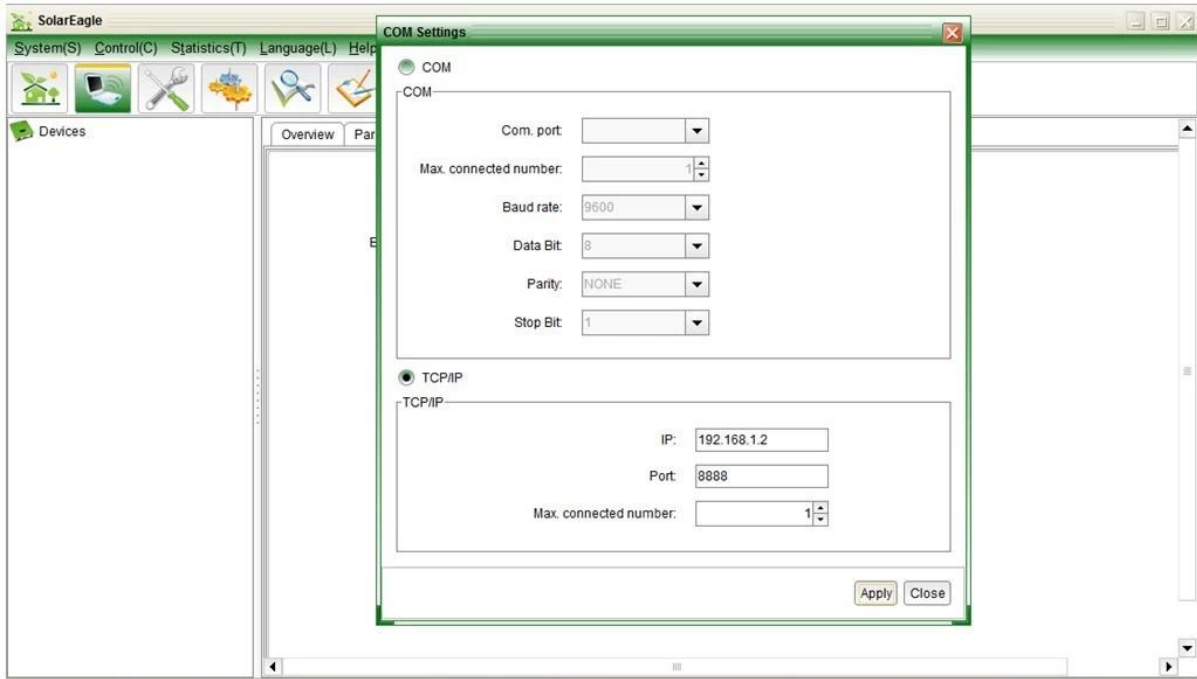 SolarEagle
System(S) Control(C) Statistics(T) Language(L) Help
COM Settings
COM
COM
Com. port:
Max. connected number: 1
Baud rate: 9600
Data Bit: 8
Parity: NONE
Stop Bit: 1
TCP/IP
TCP/IP
IP: 192.168.1.2
Port: 8888
Max. connected number: 1
Apply Close
Devices
Overview Par
E